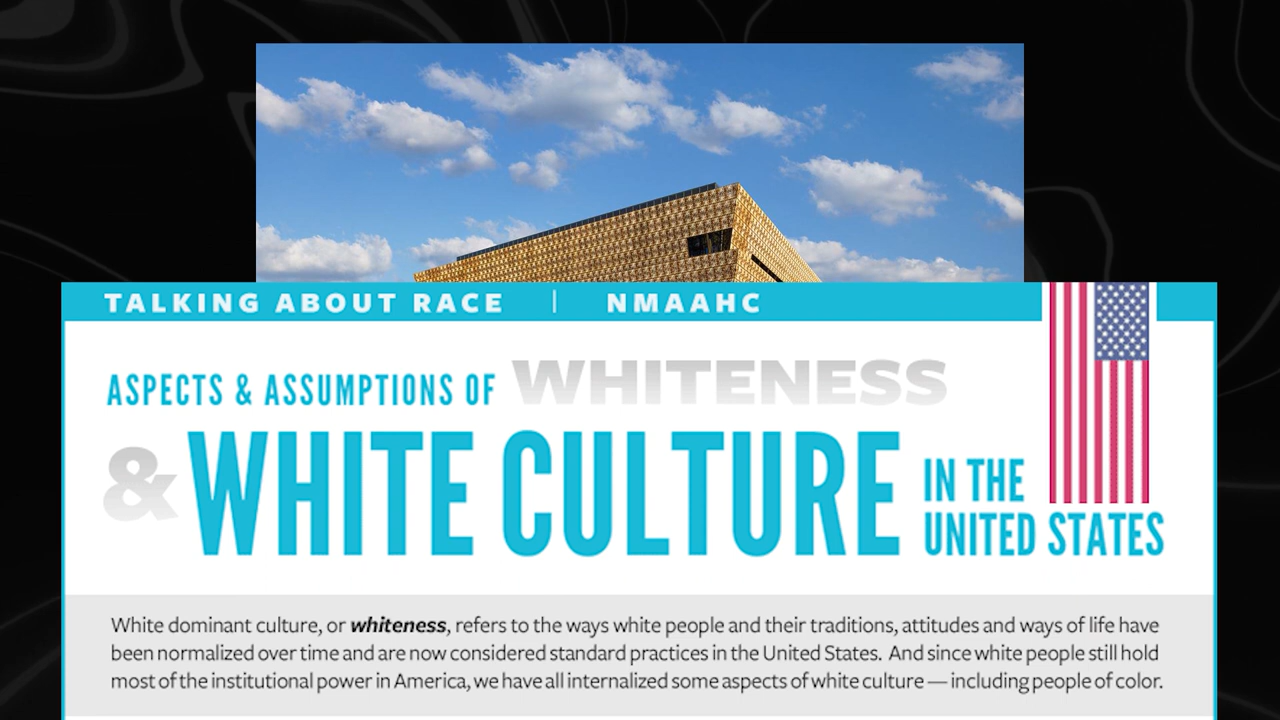 TALKING ABOUT RACE | NMAAHC
ASPECTS & ASSUMPTIONS OF WHITENESS
& WHITE CULTURE IN THE
UNITED STATES
White dominant culture, or whiteness, refers to the ways white people and their traditions, attitudes and ways of life have
been normalized over time and are now considered standard practices in the United States. And since white people still hold
most of the institutional power in America, we have all internalized some aspects of white culture — including people of color.